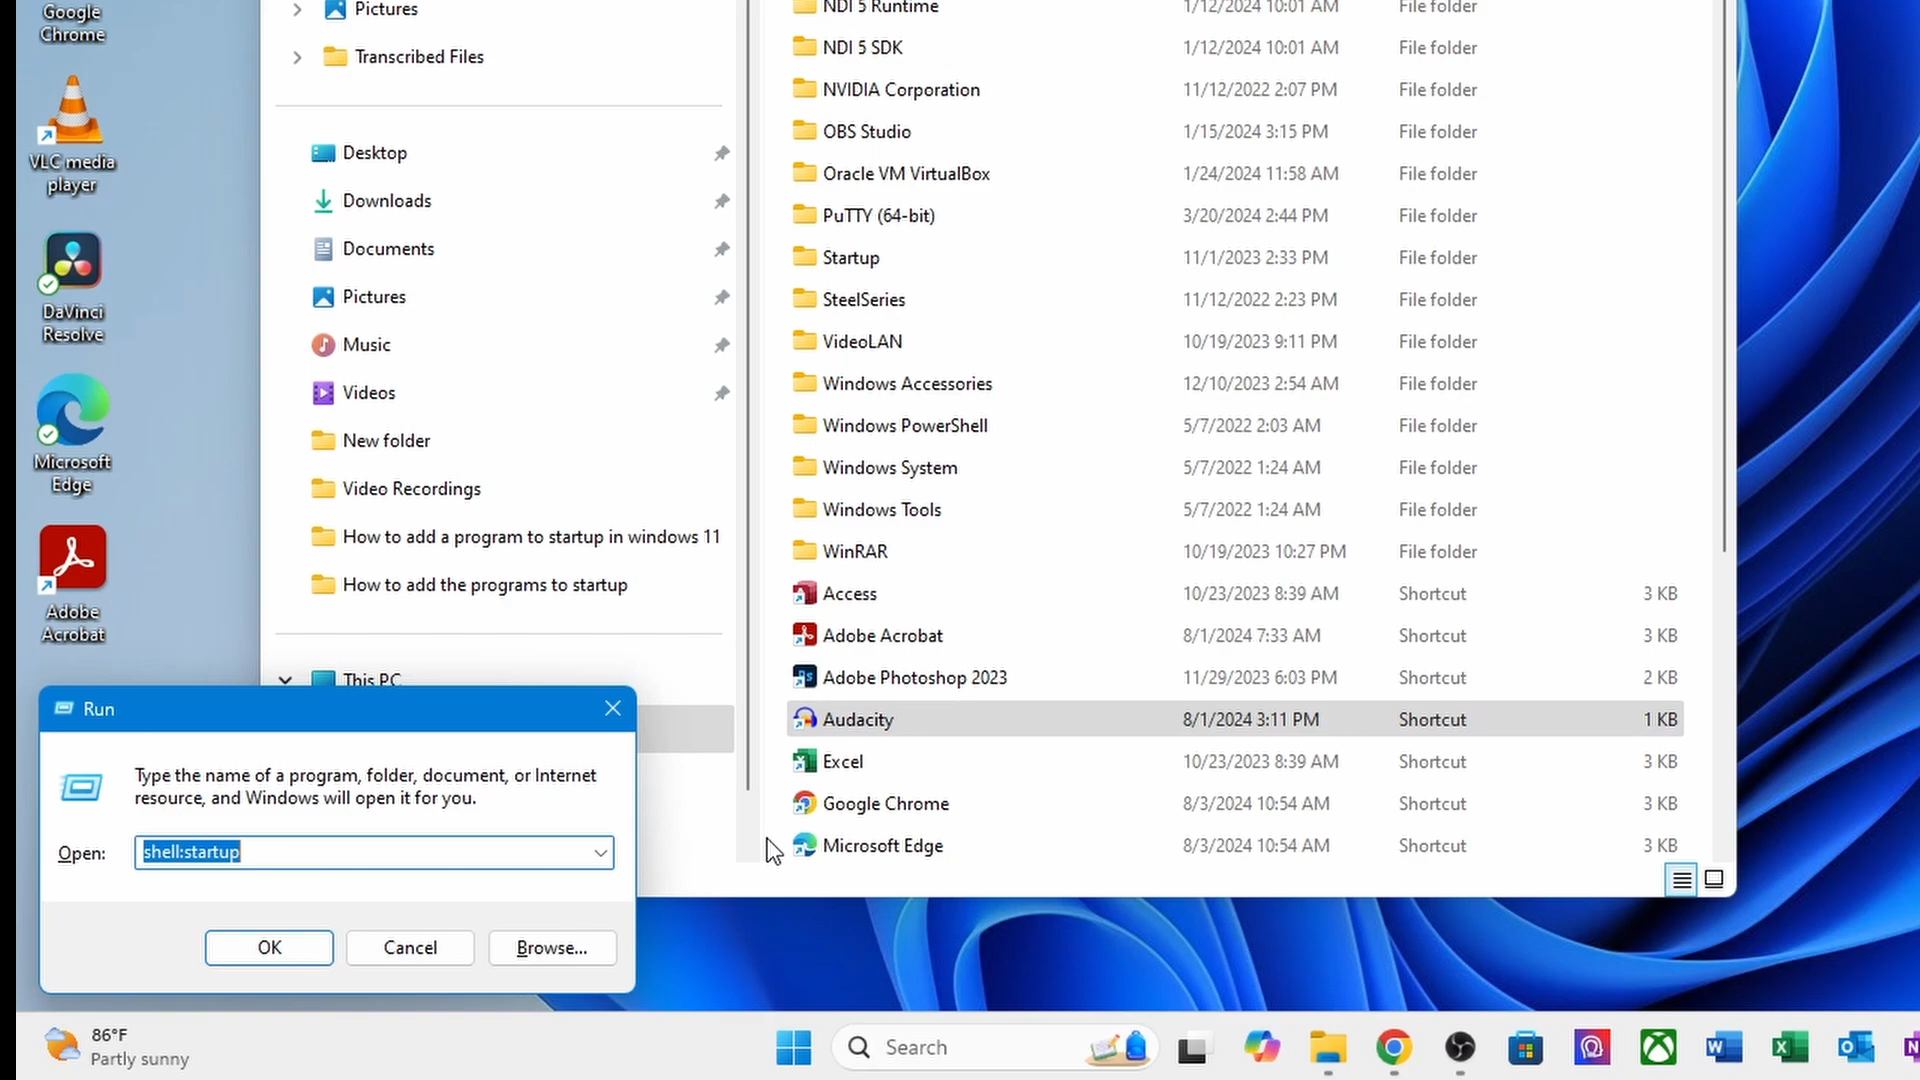 Google
Chrome
VLC media
player
DaVinci
Resolve
Microsoft
Edge
Adobe
Acrobat
Pictures
Transcribed Files
Desktop
Downloads
Documents
Pictures
Music
Videos
New folder
Video Recordings
How to add a program to startup in windows 11
How to add the programs to startup
This PC
NDI 5 Runtime 1/12/2024 10:01 AM File folder
NDI 5 SDK 1/12/2024 10:01 AM File folder
NVIDIA Corporation 11/12/2022 2:07 PM File folder
OBS Studio 1/15/2024 3:15 PM File folder
Oracle VM VirtualBox 1/24/2024 11:58 AM File folder
PuTTY (64-bit) 3/20/2024 2:44 PM File folder
Startup 11/1/2023 2:33 PM File folder
SteelSeries 11/12/2022 2:23 PM File folder
VideoLAN 10/19/2023 9:11 PM File folder
Windows Accessories 12/10/2023 2:54 AM File folder
Windows PowerShell 5/7/2022 2:03 AM File folder
Windows System 5/7/2022 1:24 AM File folder
Windows Tools 5/7/2022 1:24 AM File folder
WinRAR 10/19/2023 10:27 PM File folder
Access 10/23/2023 8:39 AM Shortcut 3 KB
Adobe Acrobat 8/1/2024 7:33 AM Shortcut 3 KB
Adobe Photoshop 2023 11/29/2023 6:03 PM Shortcut 2 KB
Audacity 8/1/2024 3:11 PM Shortcut 1 KB
Excel 10/23/2023 8:39 AM Shortcut 3 KB
Google Chrome 8/3/2024 10:54 AM Shortcut 3 KB
Microsoft Edge 8/3/2024 10:54 AM Shortcut 3 KB
Run
Type the name of a program, folder, document, or Internet
resource, and Windows will open it for you.
Open: shell:startup
OK Cancel Browse...
86°F
Partly sunny
Search